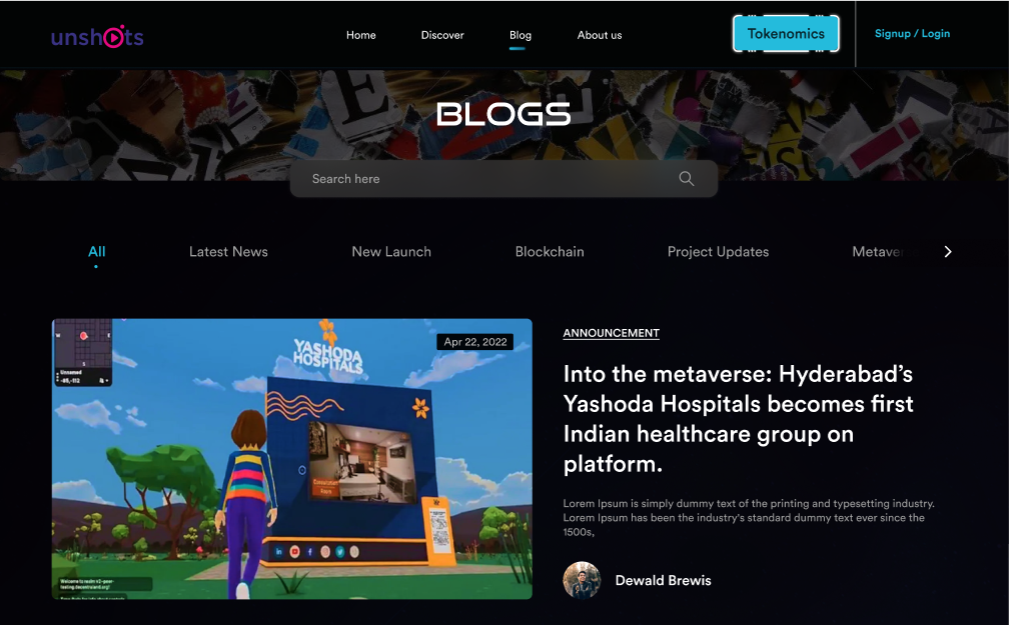 unshots
Home
Discover
Blog
About us
Tokenomics
Signup / Login
BLOGS
Search here
All
Latest News
New Launch
Blockchain
Project Updates
Metave
Apr 22, 2022
YASHODA
HOSPITALS
Unnamed
ANNOUNCEMENT
Into the metaverse: Hyderabad’s
Yashoda Hospitals becomes first
Indian healthcare group on
platform.
Lorem Ipsum is simply dummy text of the printing and typesetting industry.
Lorem Ipsum has been the industry's standard dummy text ever since the
1500s,
Dewald Brewis